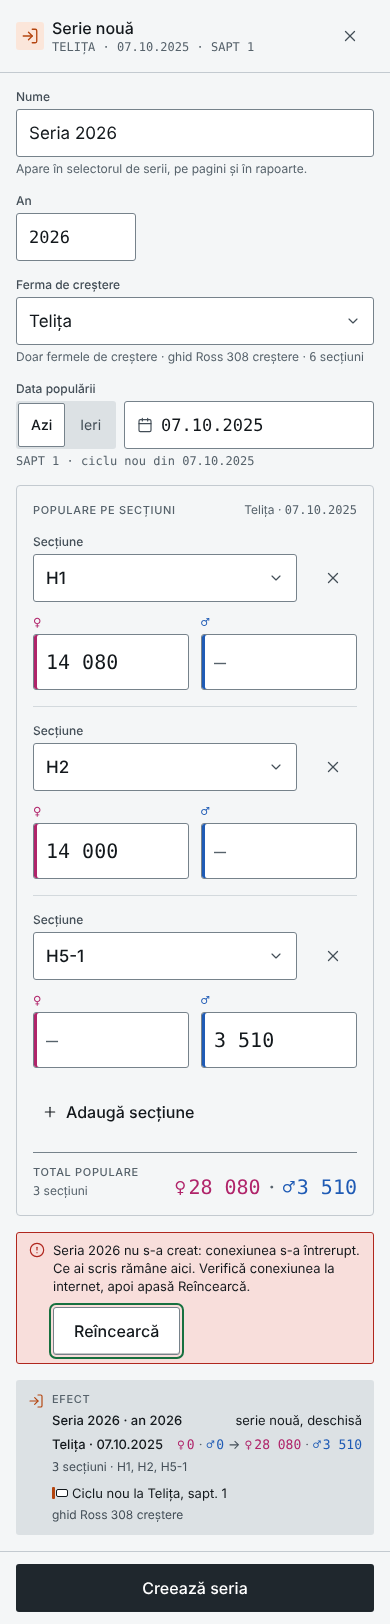 Serie nouă
TELIȚA · 07.10.2025 · SAPT 1
Nume
Seria 2026
Apare în selectorul de serii, pe pagini și în rapoarte.
An
2026
Ferma de creștere
Telița
Doar fermele de creștere · ghid Ross 308 creștere · 6 secțiuni
Data populării
Azi Ieri 07.10.2025
SAPT 1 · ciclu nou din 07.10.2025
POPULARE PE SECȚIUNI Telița · 07.10.2025
Secțiune
H1
♀ ♂
14 080 –
Secțiune
H2
♀ ♂
14 000 –
Secțiune
H5-1
♀ ♂
– 3 510
+ Adaugă secțiune
TOTAL POPULARE
3 secțiuni ♀28 080 · ♂3 510
Seria 2026 nu s-a creat: conexiunea s-a întrerupt.
Ce ai scris rămâne aici. Verifică conexiunea la
internet, apoi apasă Reîncearcă.
Reîncearcă
EFECT
Seria 2026 · an 2026 serie nouă, deschisă
Telița · 07.10.2025 ♀0 · ♂0 → ♀28 080 · ♂3 510
3 secțiuni · H1, H2, H5-1
Ciclu nou la Telița, sapt. 1
ghid Ross 308 creștere
Creează seria